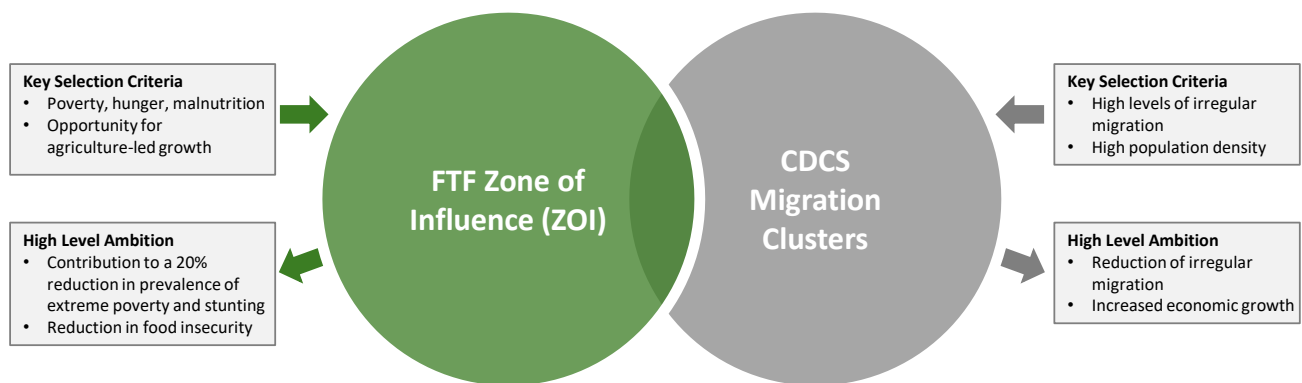 Key Selection Criteria
• Poverty, hunger, malnutrition
• Opportunity for
agriculture-led growth
High Level Ambition
• Contribution to a 20%
reduction in prevalence of
extreme poverty and stunting
• Reduction in food insecurity
FTF Zone of
Influence (ZOI)
CDCS
Migration
Clusters
Key Selection Criteria
• High levels of irregular
migration
• High population density
High Level Ambition
• Reduction of irregular
migration
• Increased economic growth